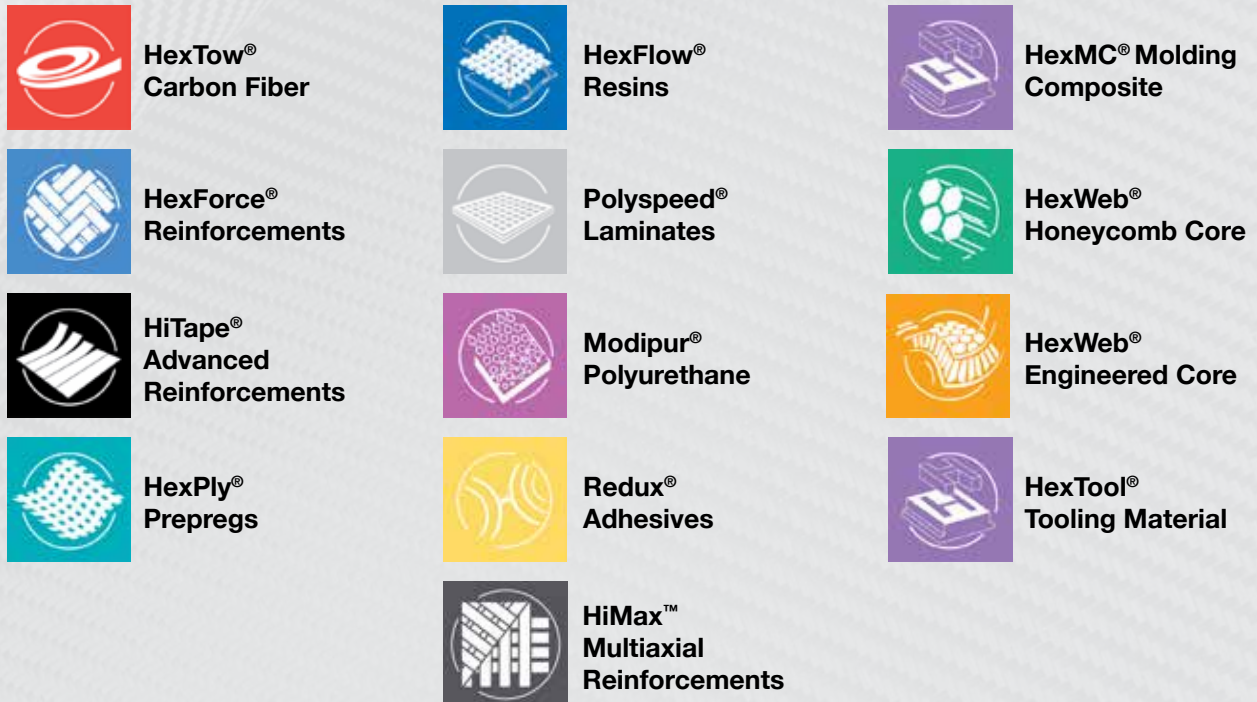 HexTow®
Carbon Fiber
HexForce®
Reinforcements
HiTape®
Advanced
Reinforcements
HexPly®
Prepregs
HexFlow®
Resins
Polyspeed®
Laminates
Modipur®
Polyurethane
Redux®
Adhesives
HiMax™
Multiaxial
Reinforcements
HexMC® Molding
Composite
HexWeb®
Honeycomb Core
HexWeb®
Engineered Core
HexTool®
Tooling Material